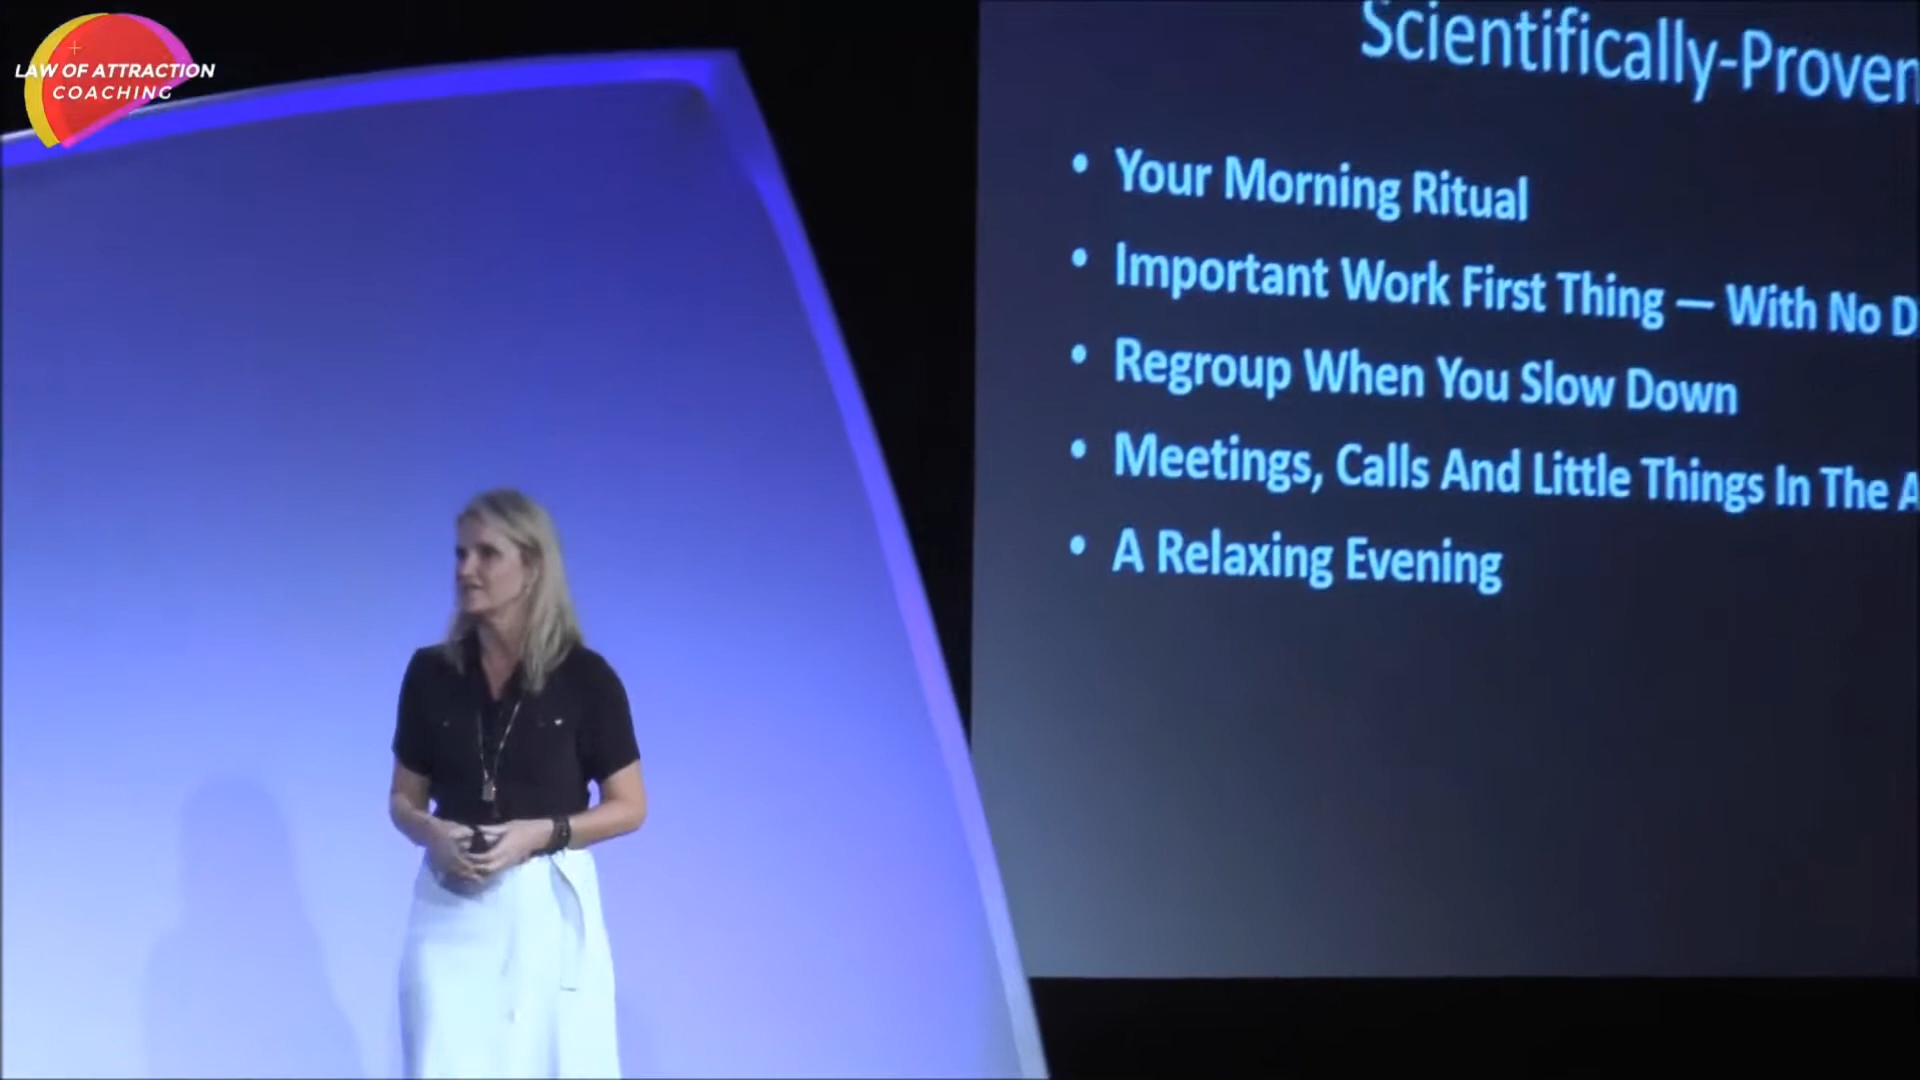 LAW OF ATTRACTION
COACHING
Scientifically-Proven
• Your Morning Ritual
• Important Work First Thing — With No
• Regroup When You Slow Down
• Meetings, Calls And Little Things In The
• A Relaxing Evening